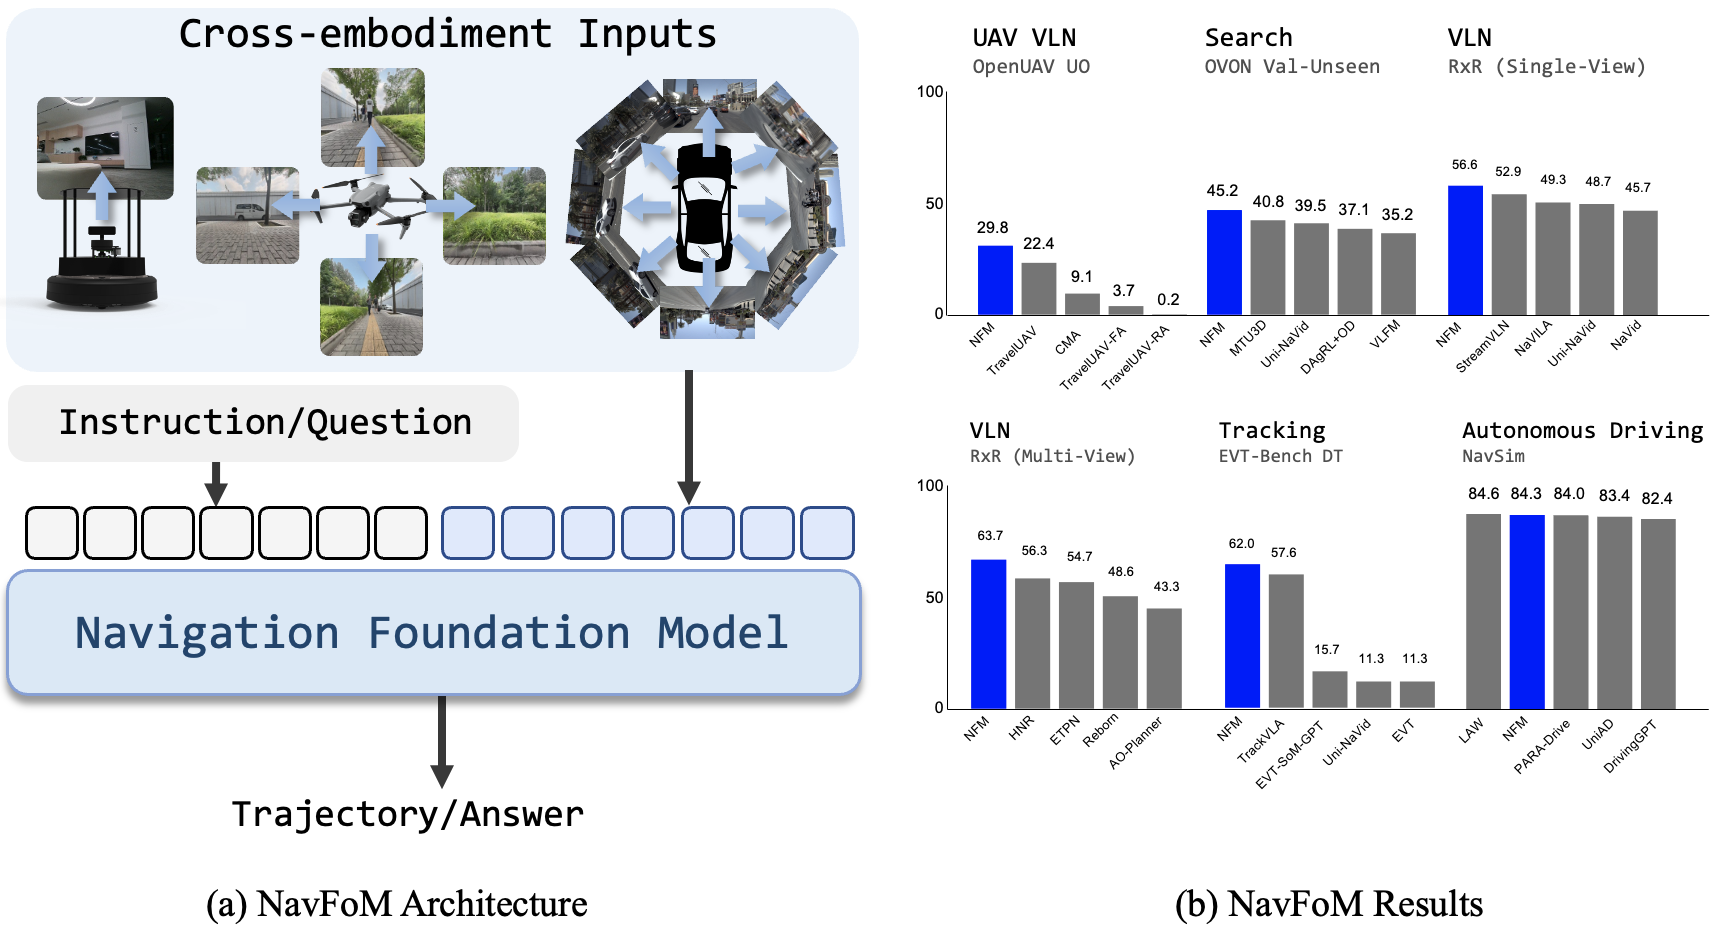 Cross-embodiment Inputs
Instruction/Question
Navigation Foundation Model
Trajectory/Answer
(a) NavFoM Architecture
UAV VLN
OpenUAV UO
Search
OVON Val-Unseen
VLN
RxR (Single-View)
100
50
0
29.8
22.4
9.1
3.7
0.2
NFM
TravelUAV
CMA
TravelUAV-FA
TravelUAV-RA
45.2
40.8
39.5
37.1
35.2
NFM
MTU3D
Uni-NaVid
DAgRL+OD
VLFM
56.6
52.9
49.3
48.7
45.7
NFM
StreamVLN
NaVILA
Uni-NaVid
NaVid
VLN
RxR (Multi-View)
Tracking
EVT-Bench DT
Autonomous Driving
NavSim
100
50
0
63.7
56.3
54.7
48.6
43.3
NFM
HNR
ETPN
Reborn
AO-Planner
62.0
57.6
15.7
11.3
11.3
NFM
TrackVLA
EVT-SoM-GPT
Uni-NaVid
EVT
84.6
84.3
84.0
83.4
82.4
LAW
NFM
PARA-Drive
UniAD
DrivingGPT
(b) NavFoM Results